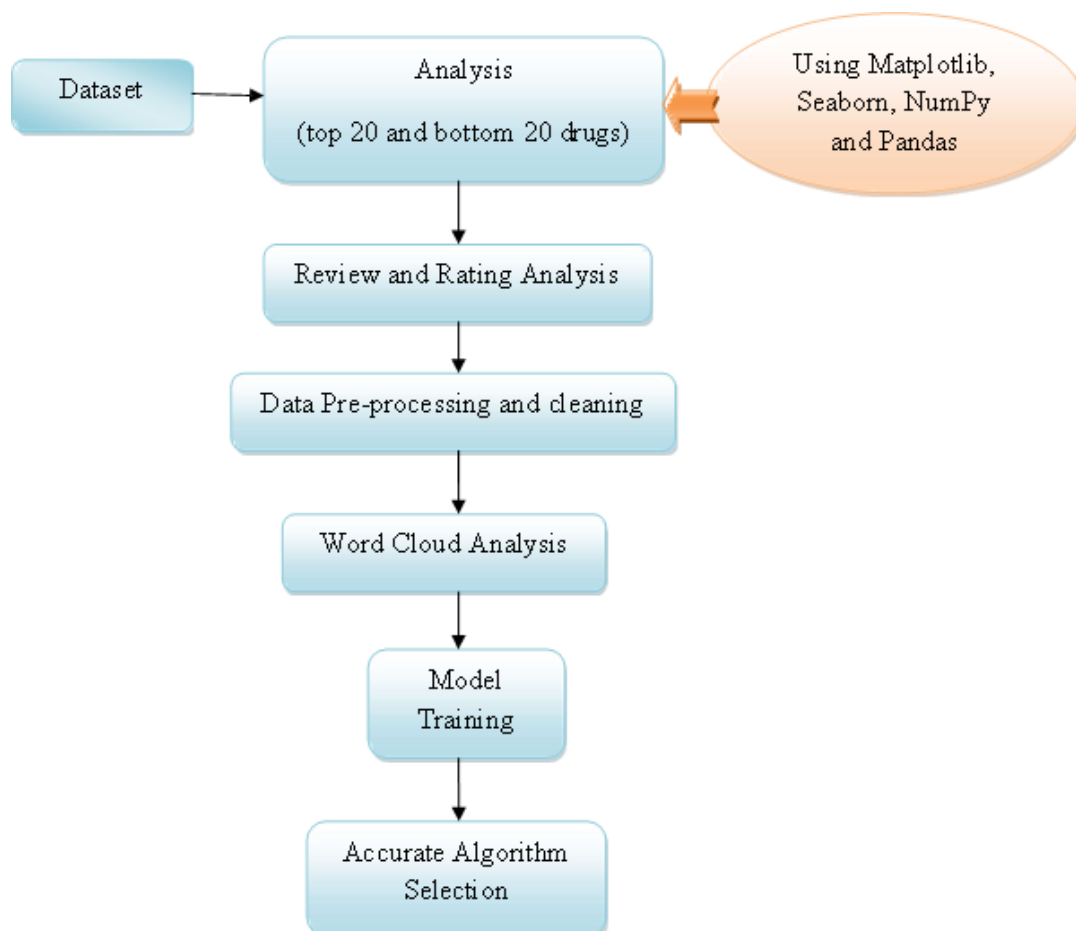 Dataset
Analysis
(top 20 and bottom 20 drugs)
Using Matplotlib,
Seaborn, NumPy
and Pandas
Review and Rating Analysis
Data Pre-processing and cleaning
Word Cloud Analysis
Model
Training
Accurate Algorithm
Selection